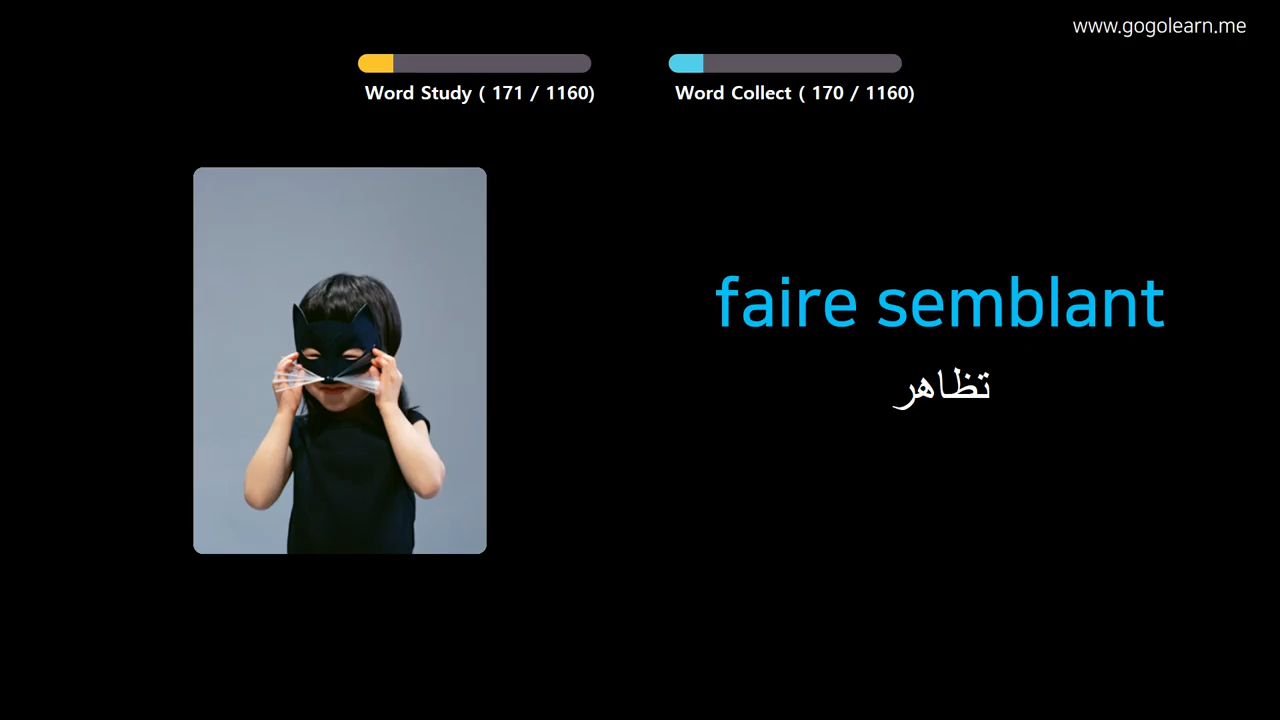 www.gogolearn.me
Word Study ( 171 / 1160)
Word Collect ( 170 / 1160)
faire semblant
تظاهر